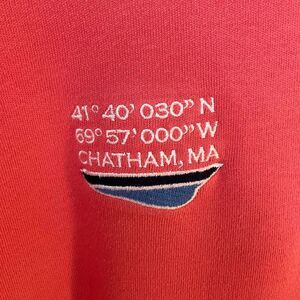 41° 40' 030" N
69° 57' 000" W
CHATHAM, MA